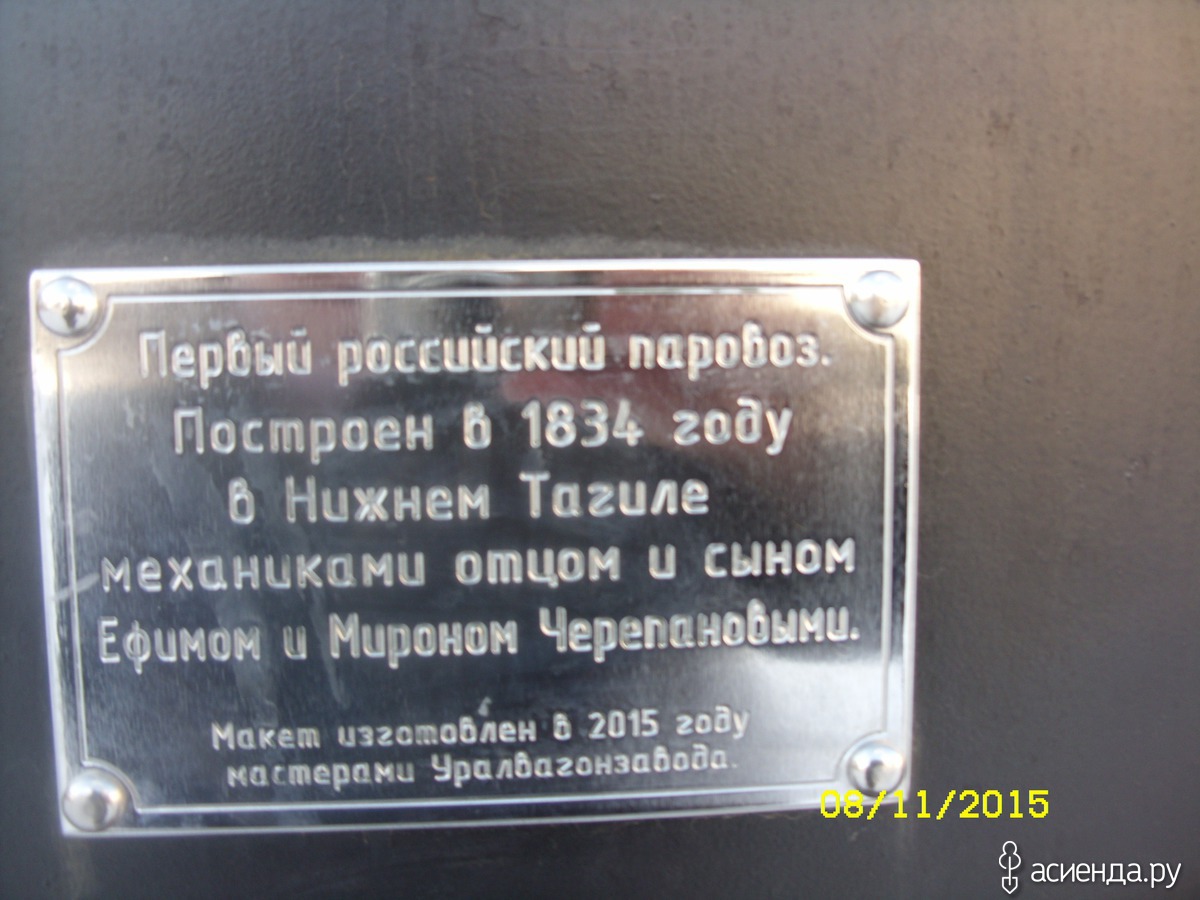 Первый российский паровоз.
Построен в 1834 году
в Нижнем Тагиле
механиками отцом и сыном
Ефимом и Мироном Черепановыми.
Макет изготовлен в 2015 году
мастерами Уралвагонзавода.
08/11/2015
асиенда.ру